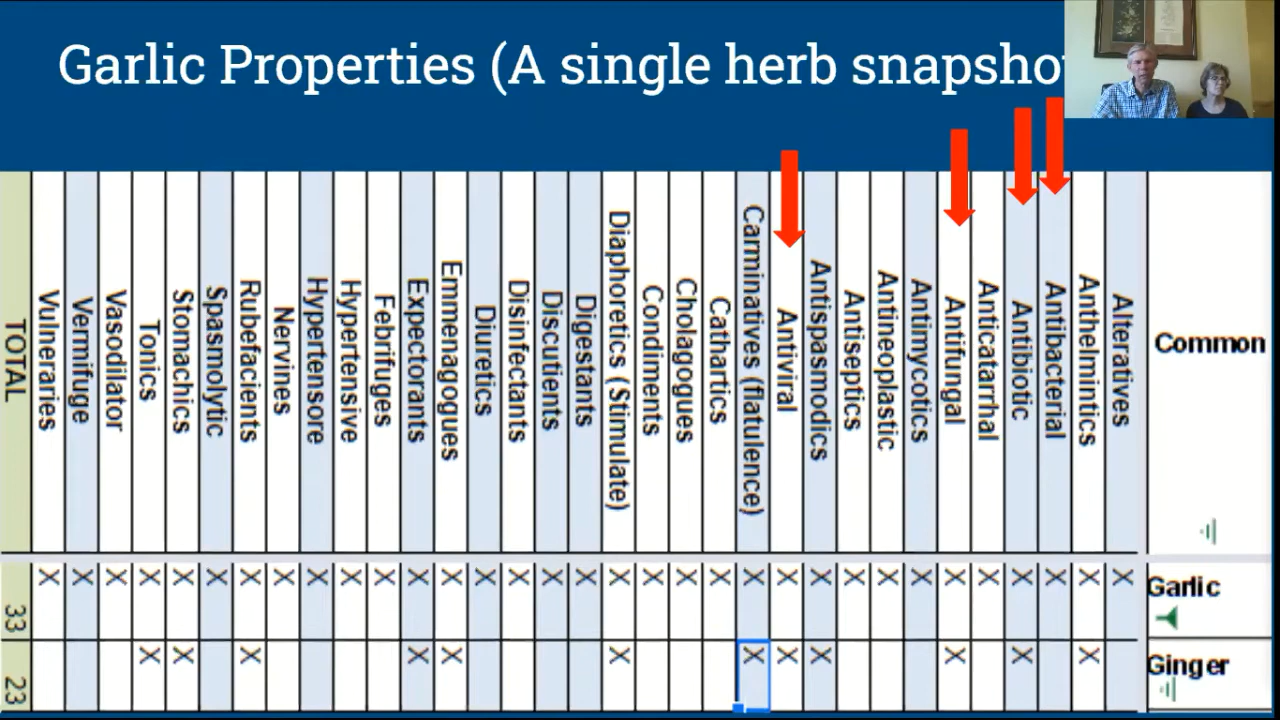 Garlic Properties (A single herb snapsho
TOTAL
Vulneraries
Vermifuge
Vasodilator
Tonics
Stomachics
Spasmolytic
Rubefacients
Nervines
Hypertensore
Hypertensive
Febrifuges
Expectorants
Emmenagogues
Diuretics
Disinfectants
Discutients
Digestants
Diaphoretics (Stimulate)
Condiments
Cholagogues
Cathartics
Carminatives (flatulence)
Antiviral
Antispasmodics
Antiseptics
Antineoplastic
Antimycotics
Antifungal
Anticatarrhal
Antibiotic
Antibacterial
Anthelmintics
Alteratives
Common
33 X X X X X X X X X X X X X X X X X X X X X X X X X X X X X X X X X Garlic
23 X X X X X X X X X X X X Ginger